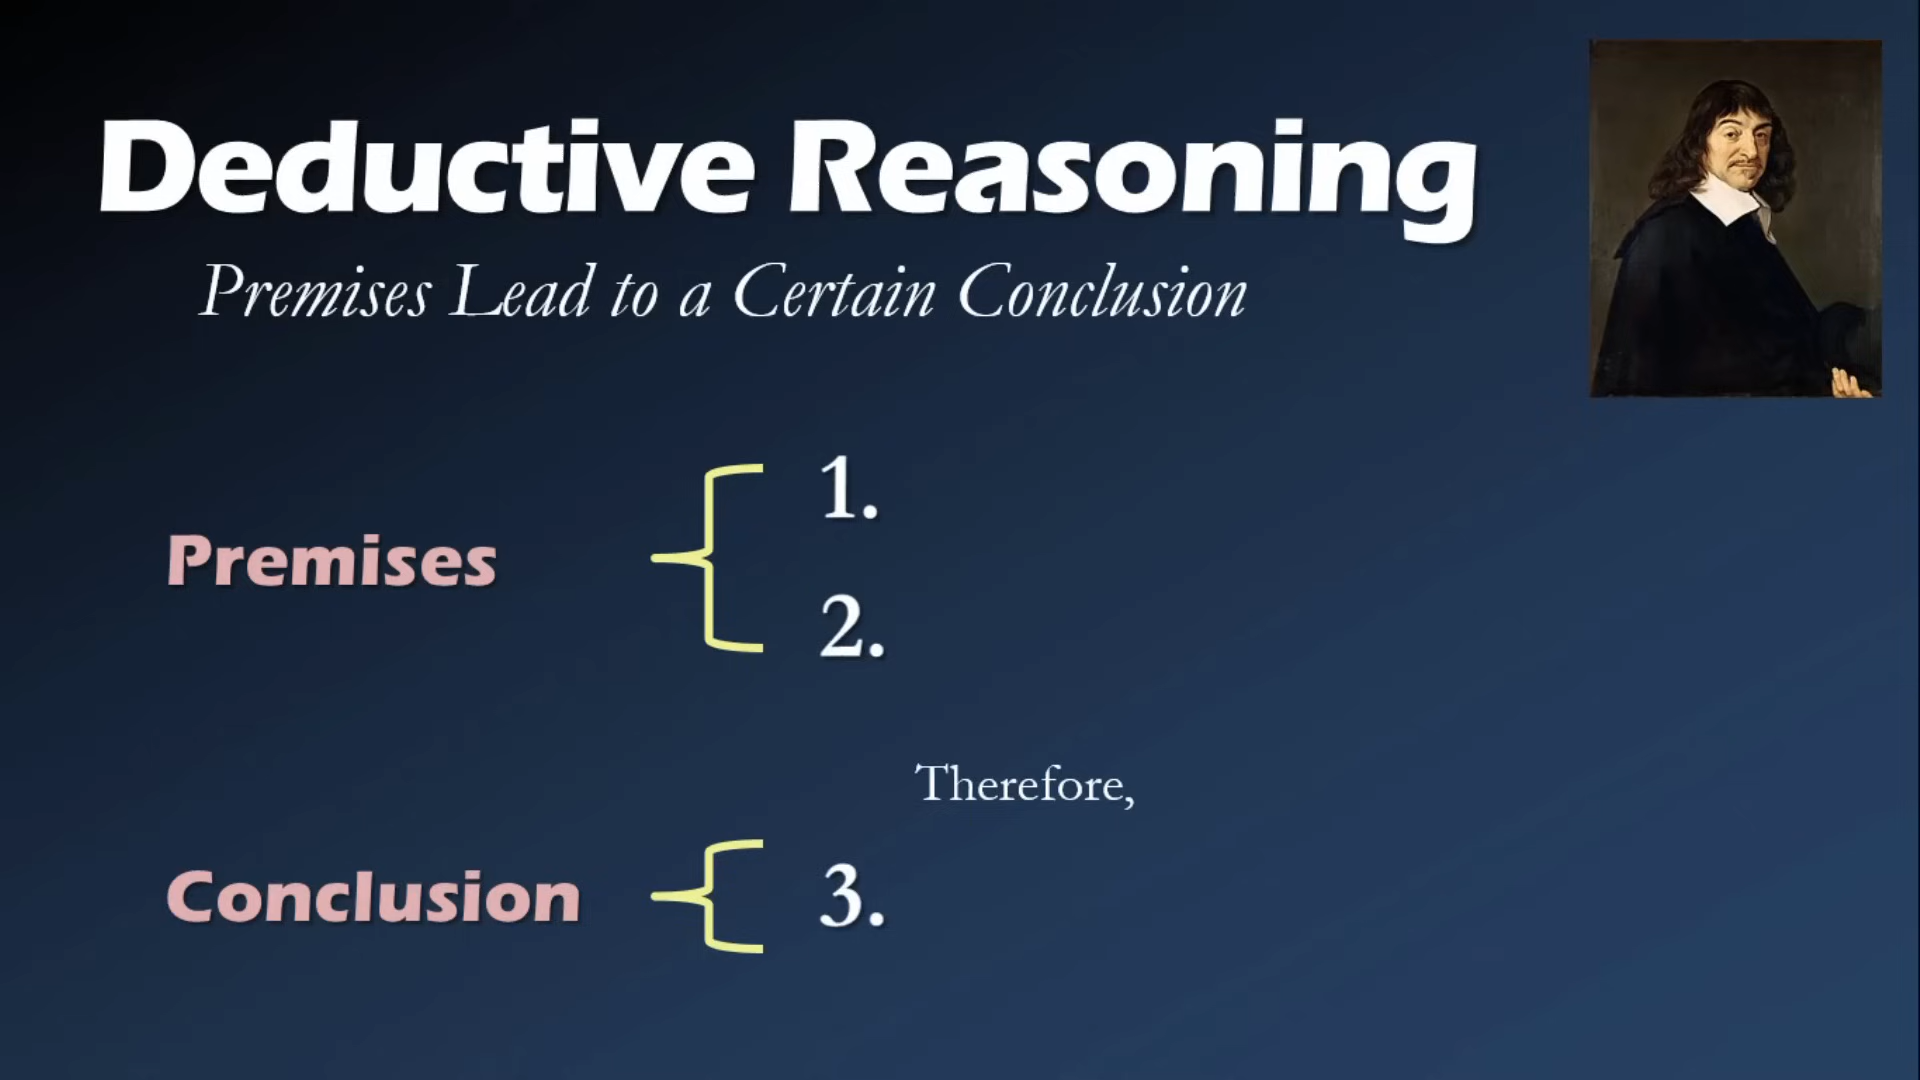 Deductive Reasoning
Premises Lead to a Certain Conclusion
1.
Premises
2.
Therefore,
Conclusion
3.